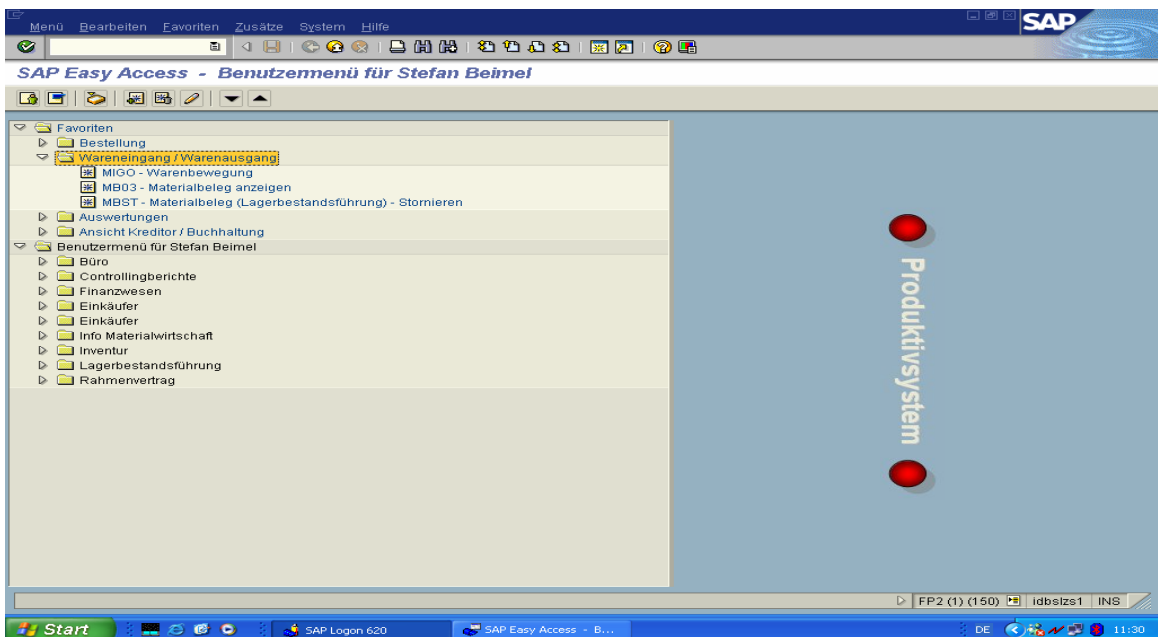 Menü Bearbeiten Favoriten Zusätze System Hilfe
SAP
SAP Easy Access - Benutzermenü für Stefan Beimel
Favoriten
Bestellung
Wareneingang / Warenausgang
MIGO - Warenbewegung
MB03 - Materialbeleg anzeigen
MBST - Materialbeleg (Lagerbestandsführung) - Stornieren
Auswertungen
Ansicht Kreditor / Buchhaltung
Benutzermenü für Stefan Beimel
Büro
Controllingberichte
Finanzwesen
Einkäufer
Einkäufer
Info Materialwirtschaft
Inventur
Lagerbestandsführung
Rahmenvertrag
Produktivsystem
FP2 (1) (150) idbslzs1 INS
Start SAP Logon 620 SAP Easy Access - B... DE 11:30